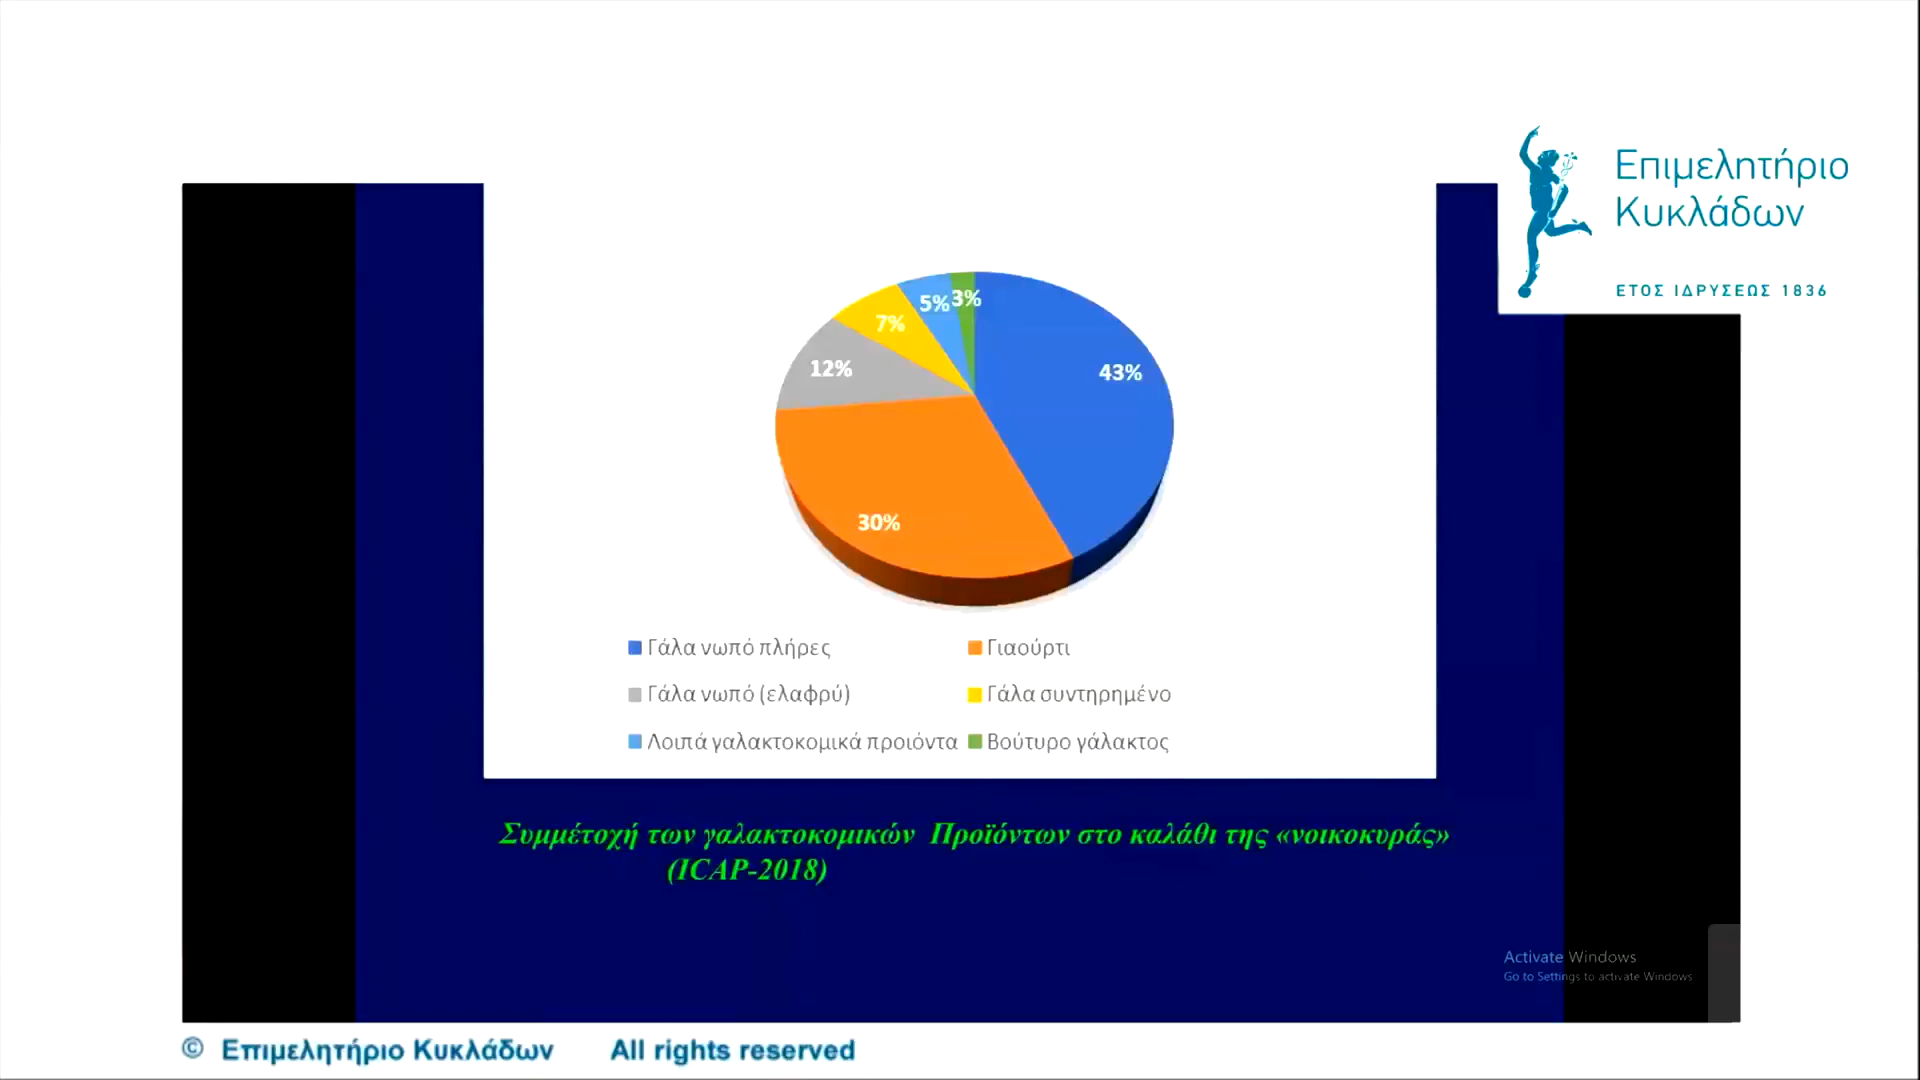 Επιμελητήριο
Κυκλάδων
ΕΤΟΣ ΙΔΡΥΣΕΩΣ 1836
5% 3%
7%
12%
43%
30%
Γάλα νωπό πλήρες
Γιαούρτι
Γάλα νωπό (ελαφρύ)
Γάλα συντηρημένο
Λοιπά γαλακτοκομικά προιόντα
Βούτυρο γάλακτος
Συμμέτοχή των γαλακτοκομικών Προϊόντων στο καλάθι της «νοικοκυράς»
(ICAP-2018)
Activate Windows
Go to Settings to activate Windows
© Επιμελητήριο Κυκλάδων All rights reserved